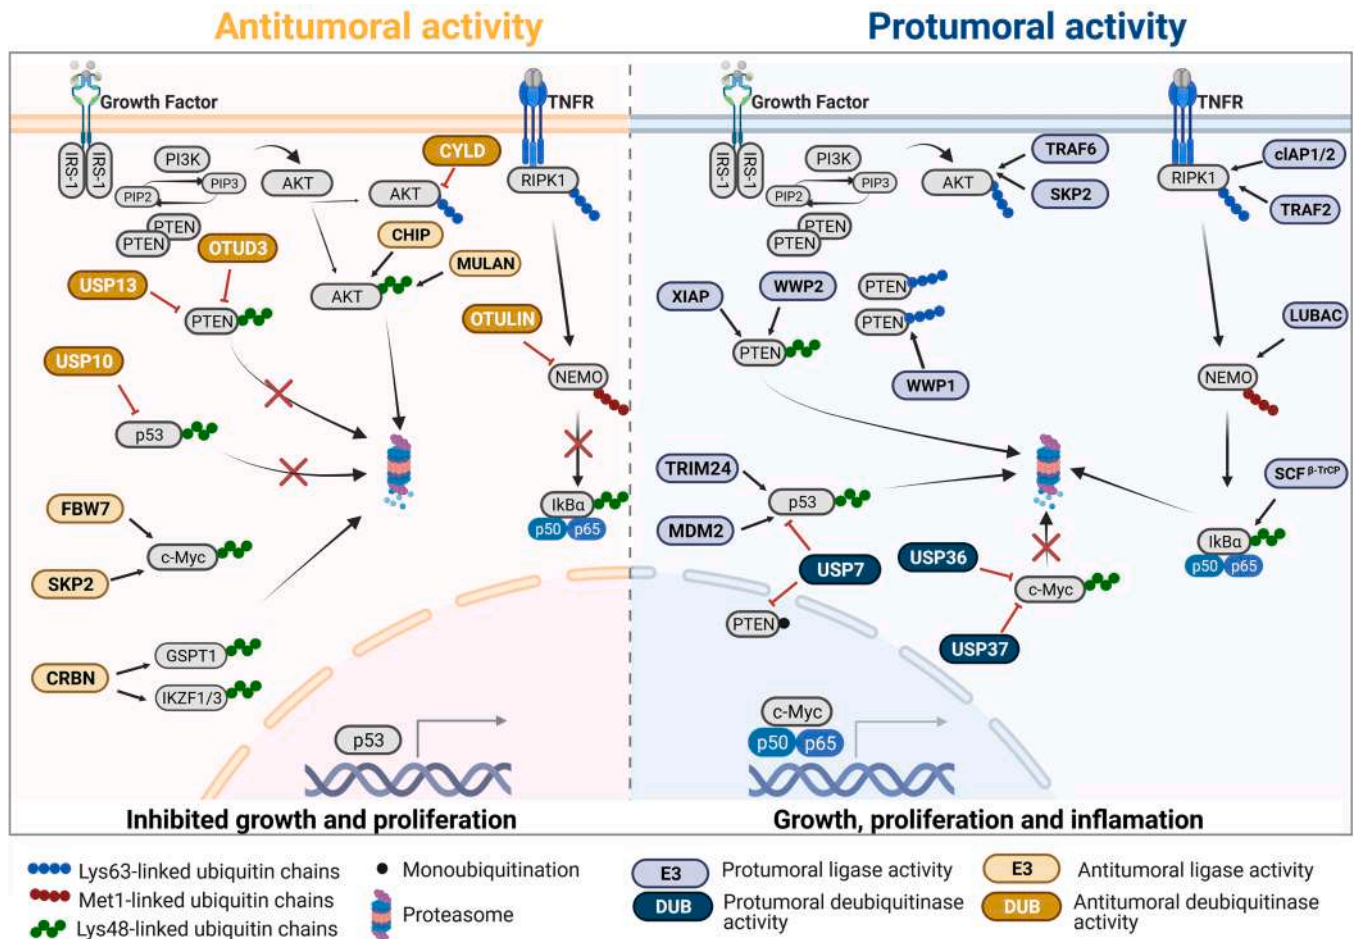 Antitumoral activity
Protumoral activity
Growth Factor
TNFR
IRS-1
IRS-1
PI3K
PIP2
PIP3
PTEN
PTEN
AKT
AKT
CYLD
RIPK1
OTUD3
CHIP
MULAN
USP13
PTEN
AKT
OTULIN
USP10
NEMO
p53
FBW7
IkBα
p50
p65
c-Myc
SKP2
GSPT1
CRBN
IKZF1/3
p53
Inhibited growth and proliferation
Growth Factor
TNFR
IRS-1
IRS-1
PI3K
PIP2
PIP3
PTEN
PTEN
AKT
TRAF6
SKP2
RIPK1
cIAP1/2
TRAF2
XIAP
WWP2
PTEN
PTEN
PTEN
WWP1
LUBAC
NEMO
TRIM24
p53
MDM2
SCF β-TrCP
IkBα
p50
p65
USP7
USP36
c-Myc
PTEN
USP37
c-Myc
p50
p65
Growth, proliferation and inflamation
Lys63-linked ubiquitin chains
Met1-linked ubiquitin chains
Lys48-linked ubiquitin chains
Monoubiquitination
Proteasome
E3
Protumoral ligase activity
DUB
Protumoral deubiquitinase
activity
E3
Antitumoral ligase activity
DUB
Antitumoral deubiquitinase
activity